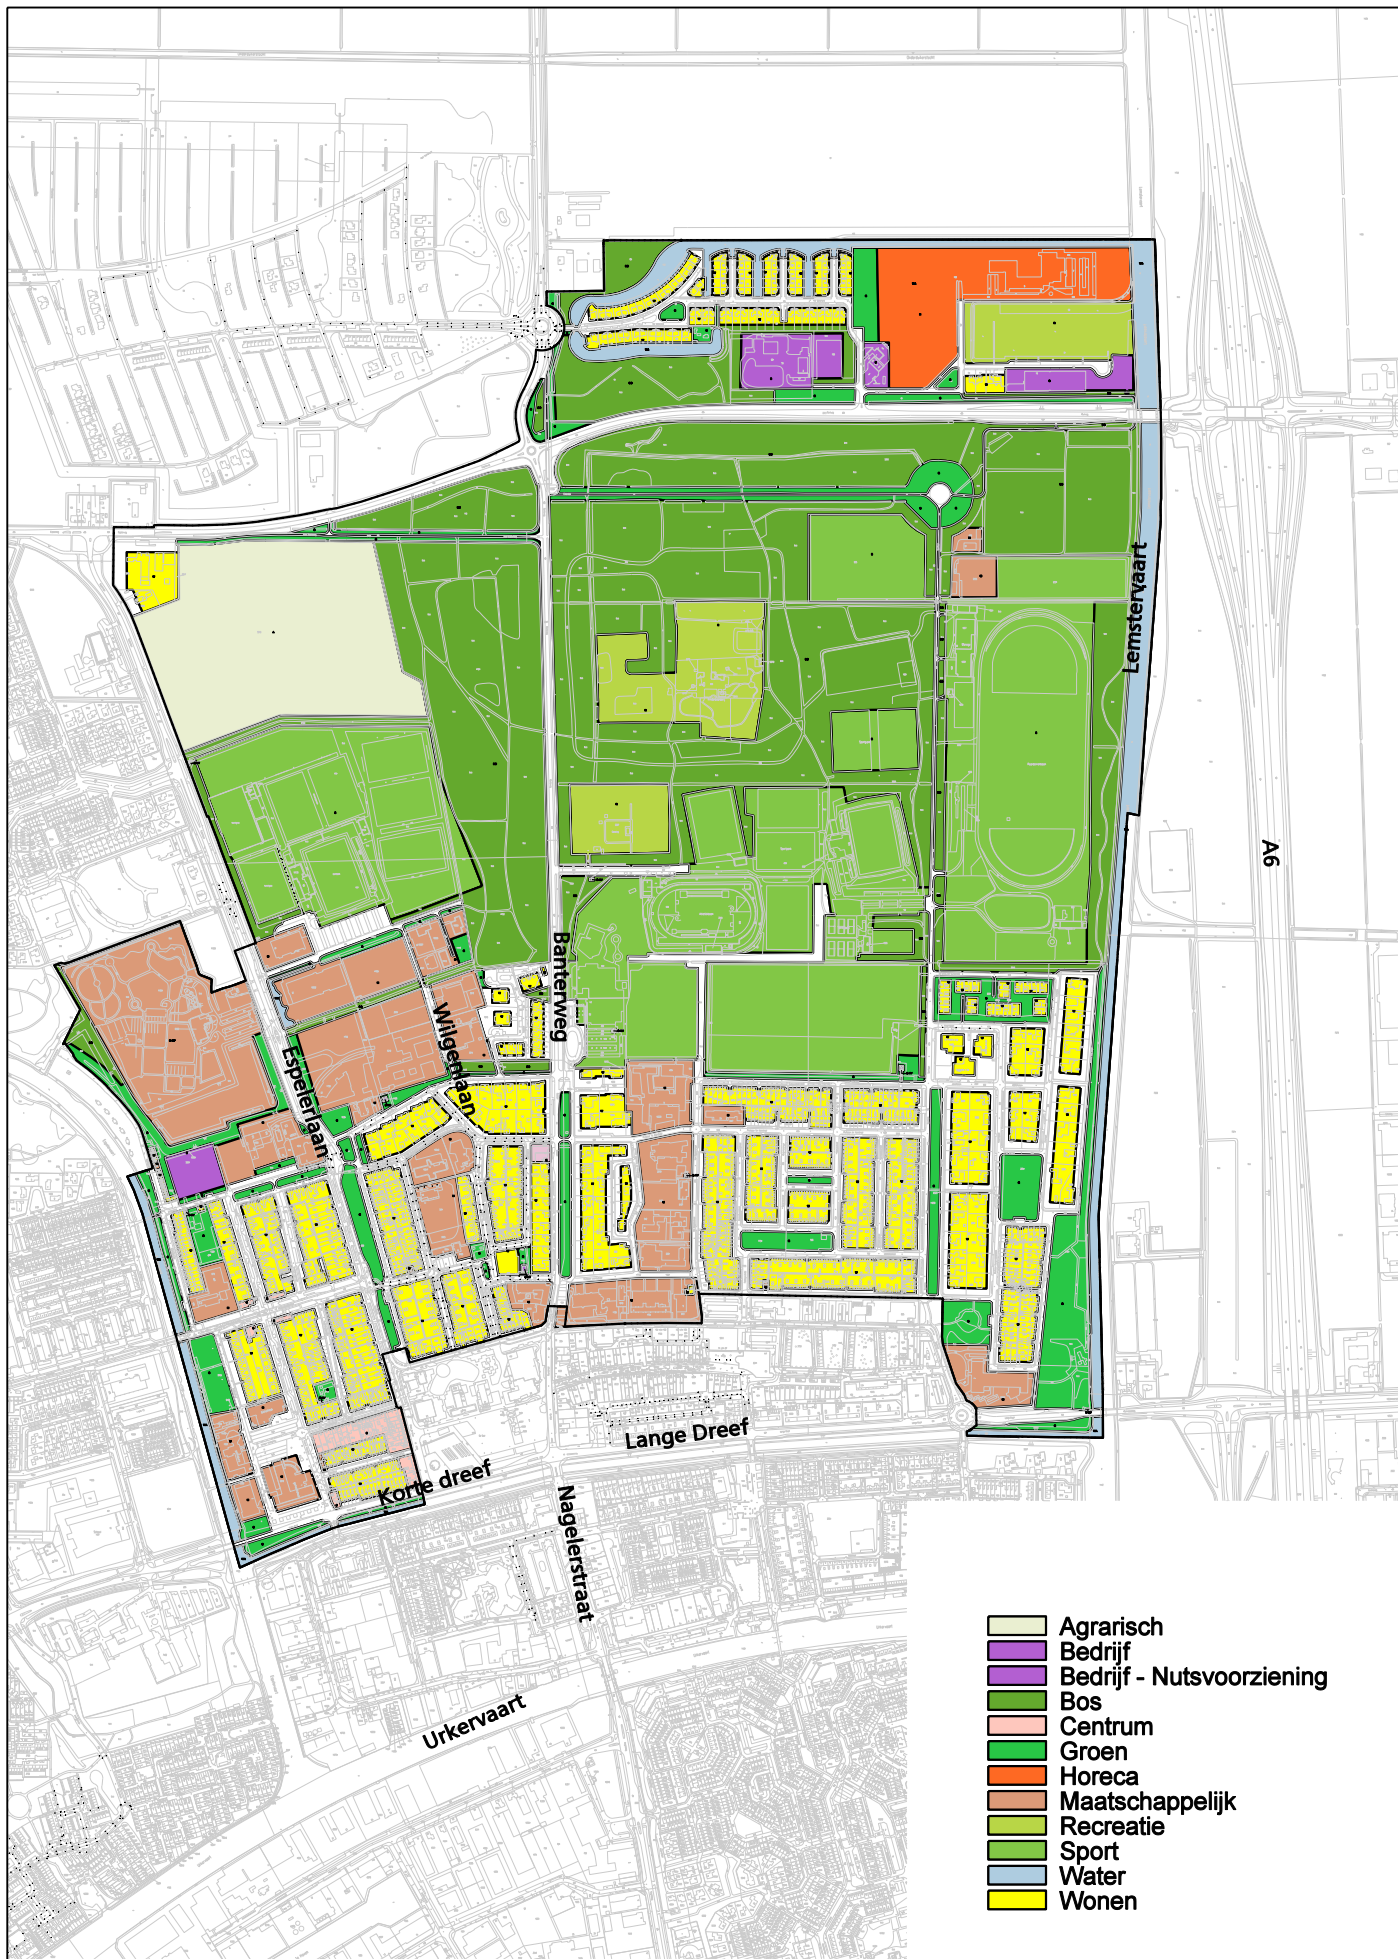 Lemstervaart
A6
Banterweg
Wilgenlaan
Espelerlaan
Lange Dreef
Korte dreef
Nagelerstraat
Urkervaart
Agrarisch
Bedrijf
Bedrijf - Nutsvoorziening
Bos
Centrum
Groen
Horeca
Maatschappelijk
Recreatie
Sport
Water
Wonen